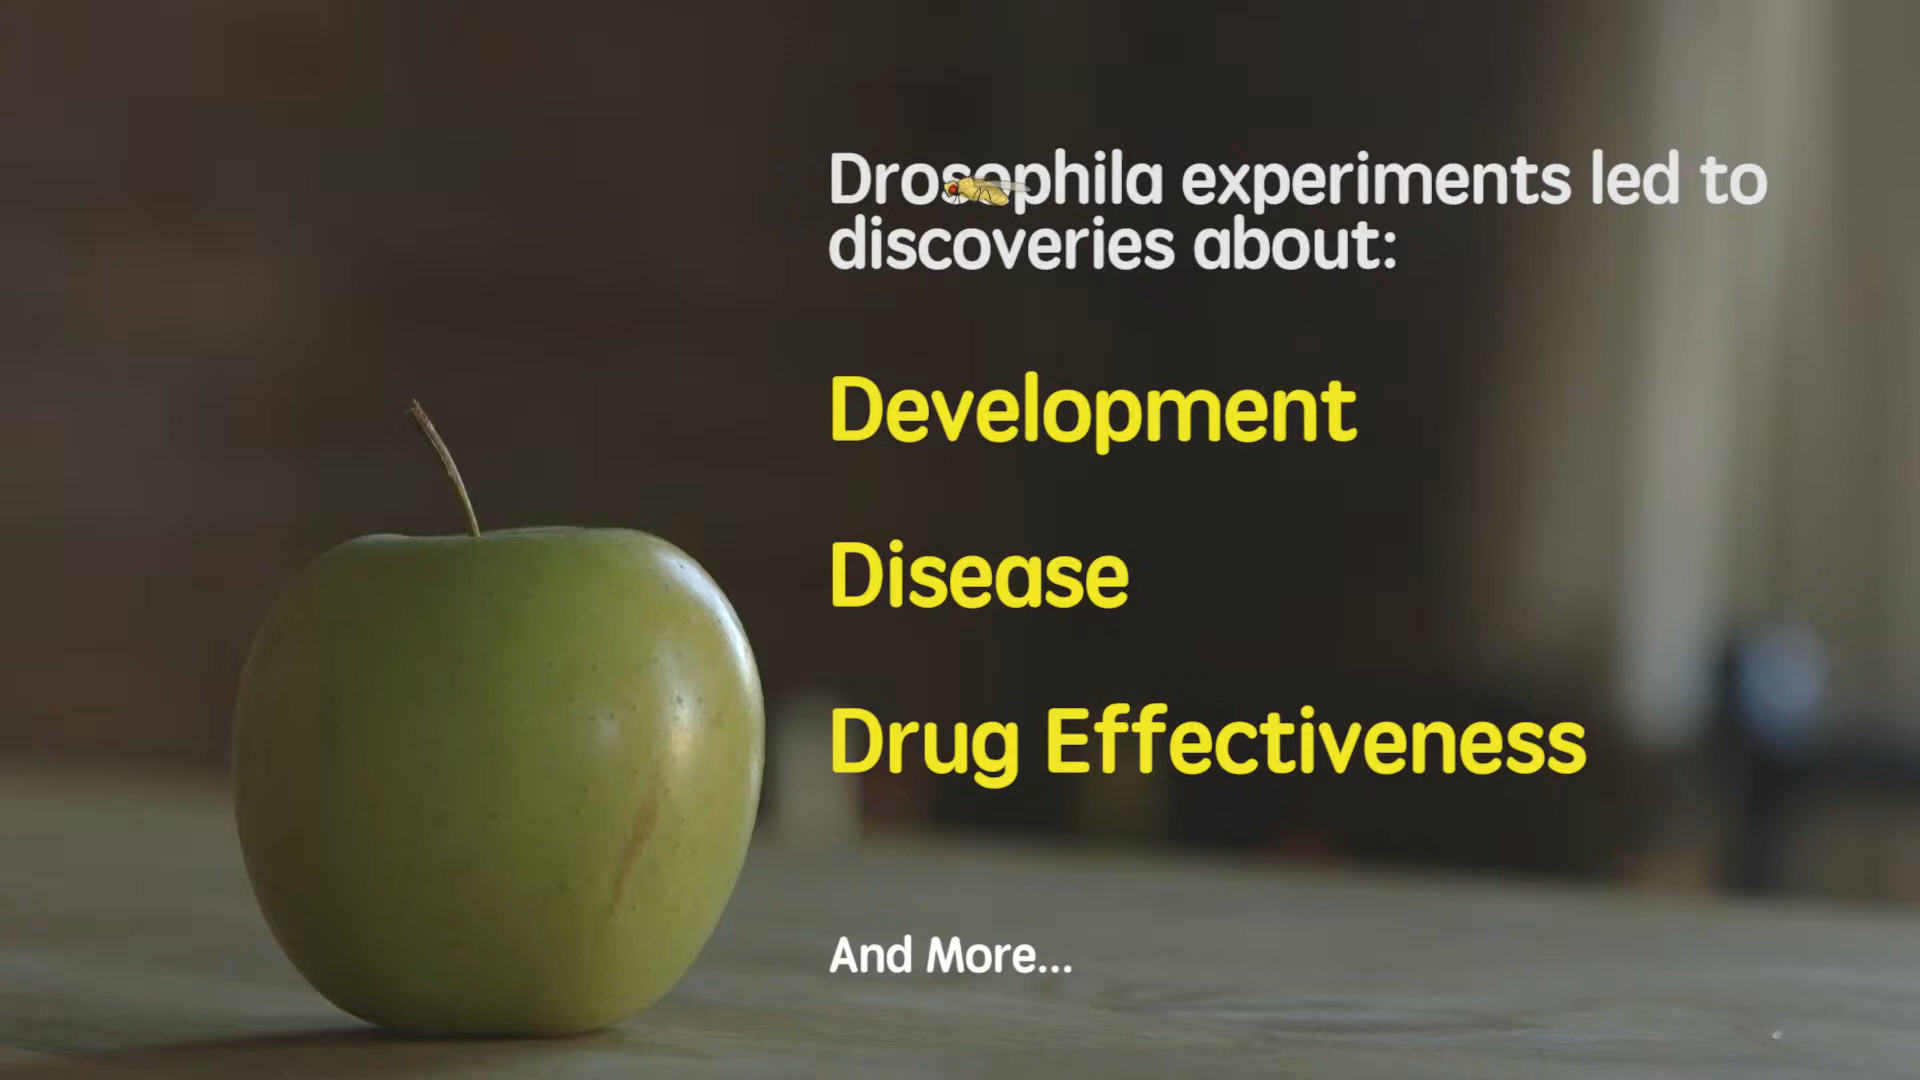 Drosophila experiments led to
discoveries about:
Development
Disease
Drug Effectiveness
And More...